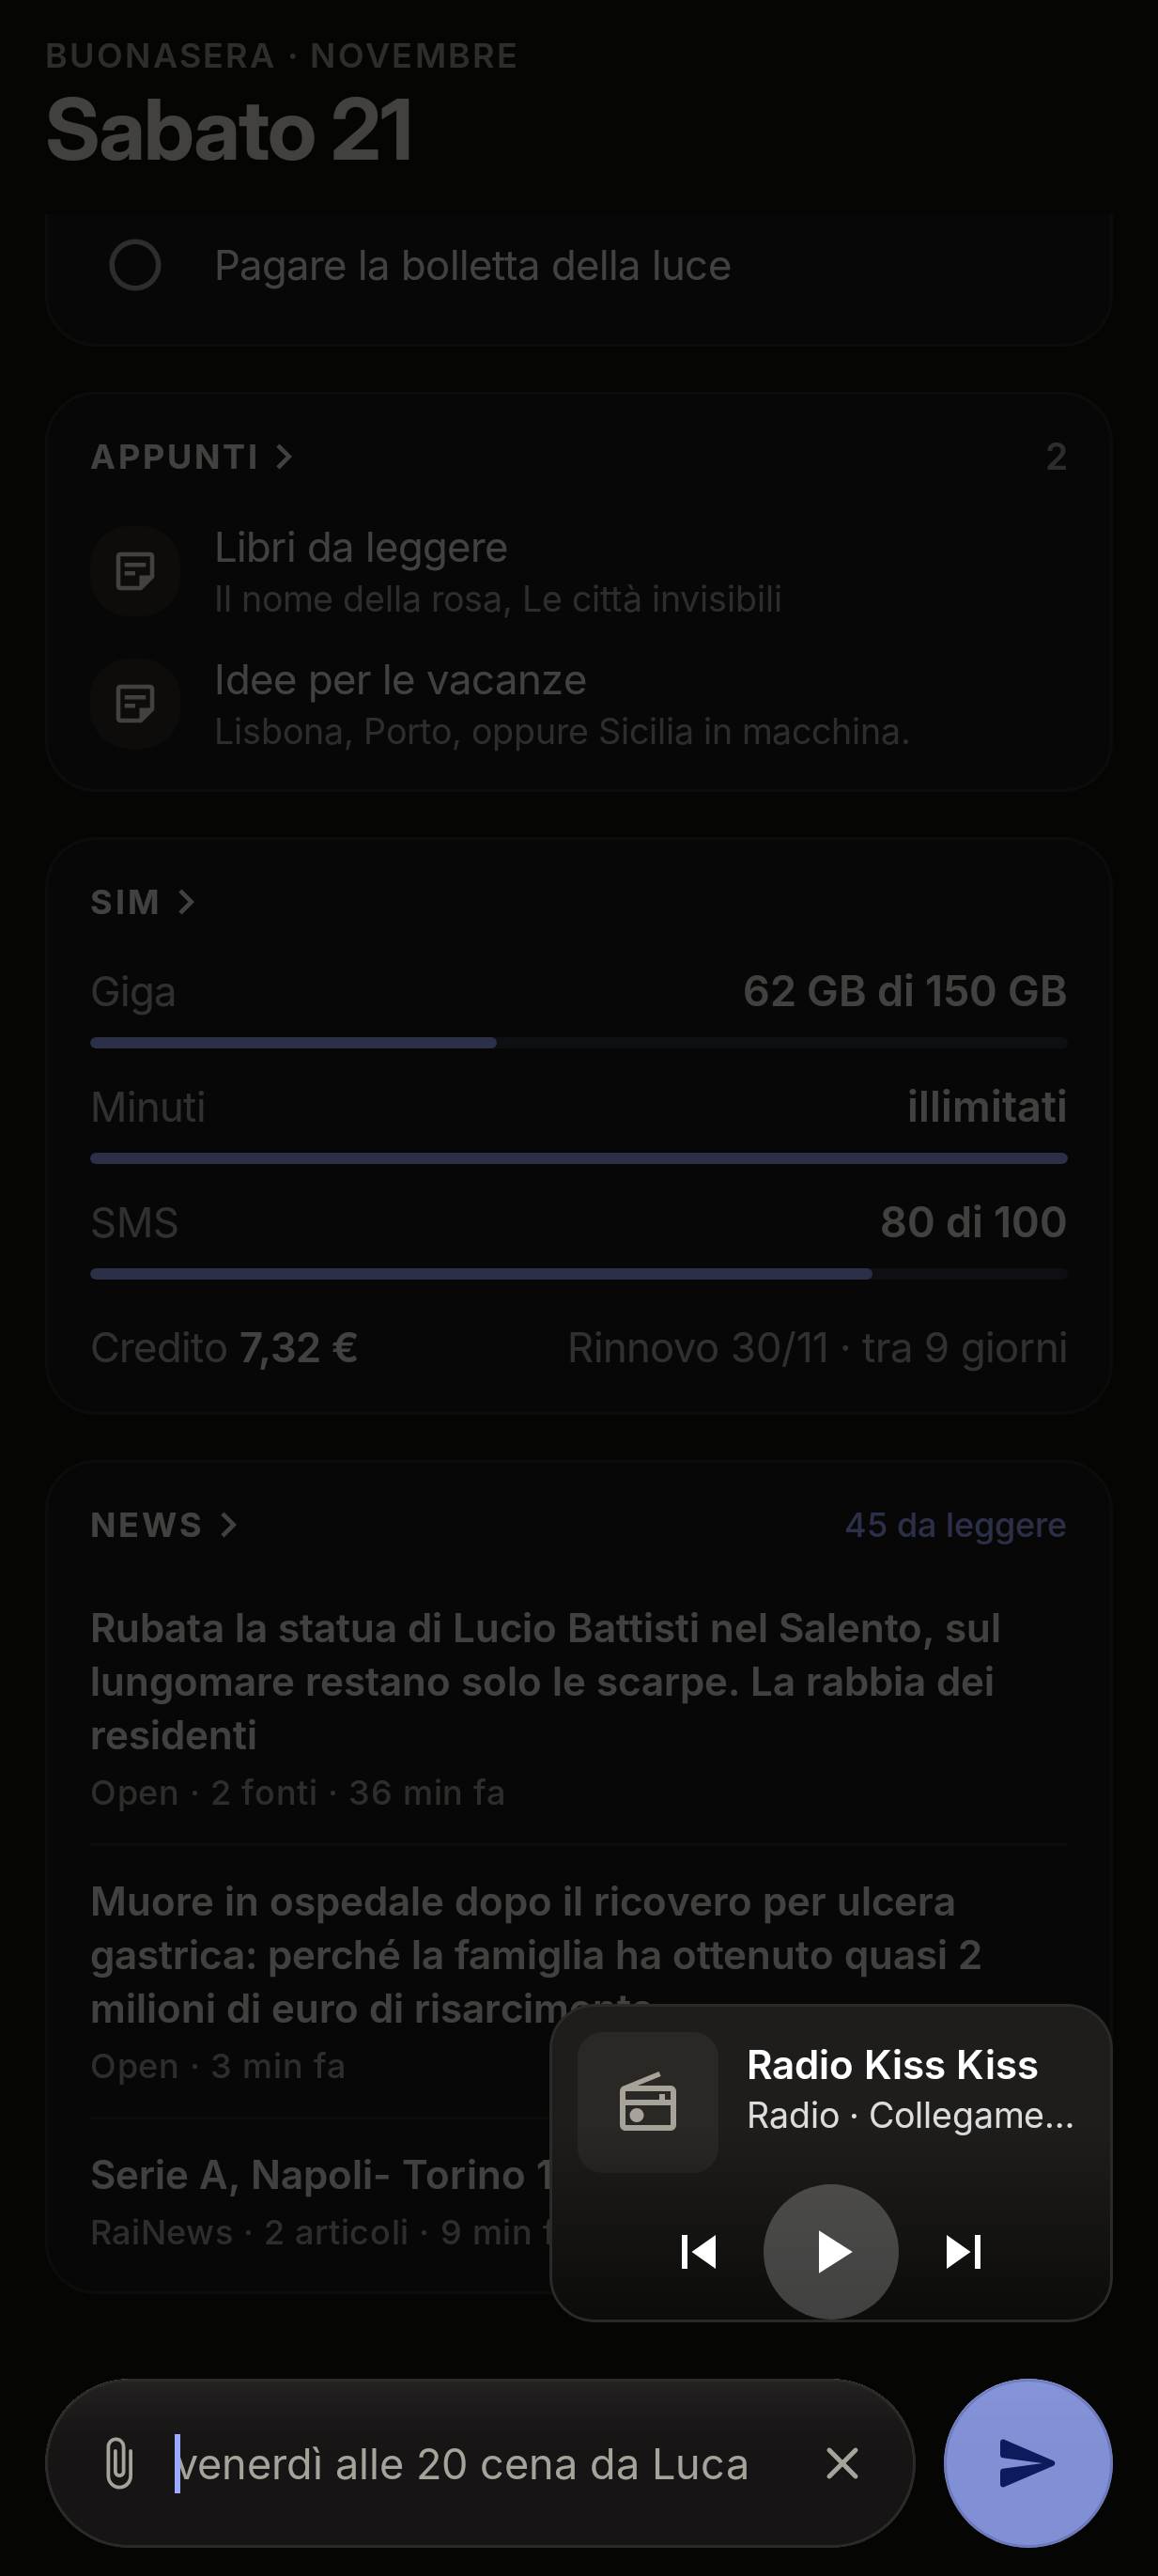 BUONASERA · NOVEMBRE
Sabato 21
Pagare la bolletta della luce
APPUNTI
2
Libri da leggere
Il nome della rosa, Le città invisibili
Idee per le vacanze
Lisbona, Porto, oppure Sicilia in macchina.
SIM
Giga
62 GB di 150 GB
Minuti
illimitati
SMS
80 di 100
Credito 7,32 €
Rinnovo 30/11 · tra 9 giorni
NEWS
45 da leggere
Rubata la statua di Lucio Battisti nel Salento, sul
lungomare restano solo le scarpe. La rabbia dei
residenti
Open · 2 fonti · 36 min fa
Muore in ospedale dopo il ricovero per ulcera
gastrica: perché la famiglia ha ottenuto quasi 2
milioni di euro di risarcimento
Open · 3 min fa
Serie A, Napoli- Torino
RaiNews · 2 articoli · 9 min
Radio Kiss Kiss
Radio · Collegame...
venerdì alle 20 cena da Luca